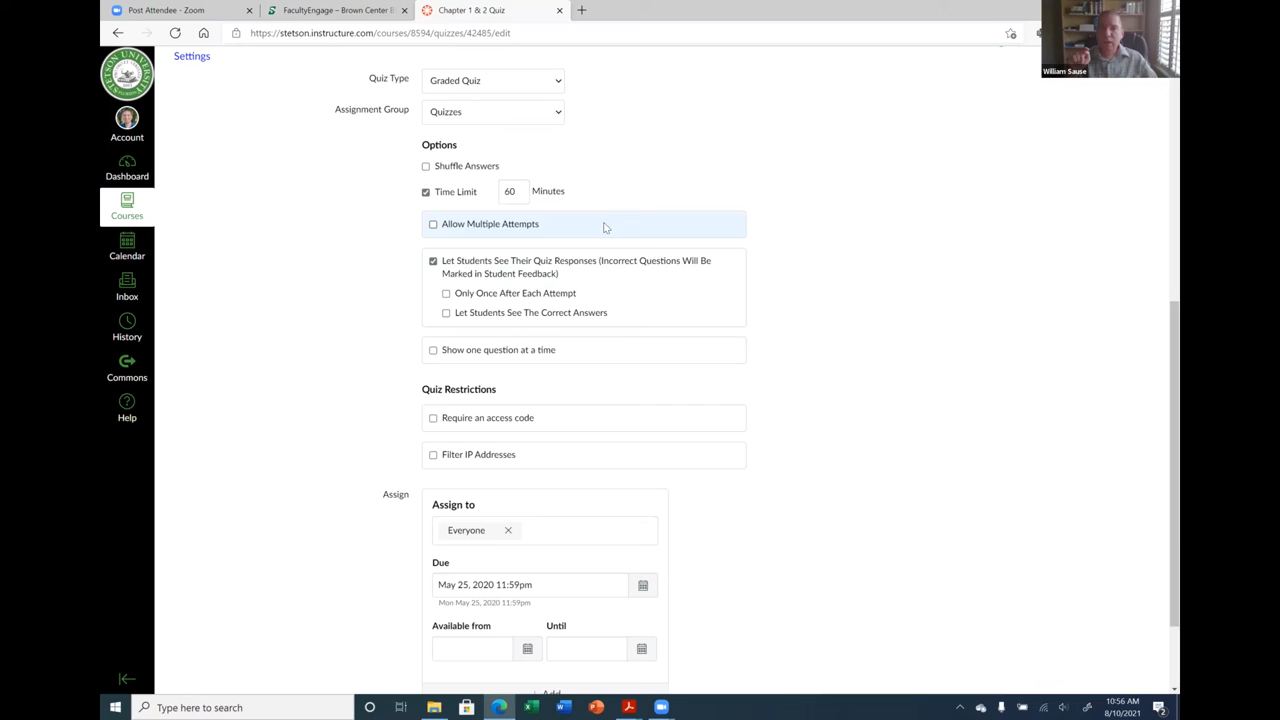 Post Attendee - Zoom
FacultyEngage – Brown Center
Chapter 1 & 2 Quiz
https://stetson.instructure.com/courses/8594/quizzes/42485/edit
William Sause
STETSON UNIVERSITY
Account
Dashboard
Courses
Calendar
Inbox
History
Commons
Help
Settings
Quiz Type
Graded Quiz
Assignment Group
Quizzes
Options
Shuffle Answers
Time Limit 60 Minutes
Allow Multiple Attempts
Let Students See Their Quiz Responses (Incorrect Questions Will Be
Marked in Student Feedback)
Only Once After Each Attempt
Let Students See The Correct Answers
Show one question at a time
Quiz Restrictions
Require an access code
Filter IP Addresses
Assign
Assign to
Everyone
Due
May 25, 2020 11:59pm
Mon May 25, 2020 11:59pm
Available from Until
+ Add
Type here to search
10:56 AM
8/10/2021
2